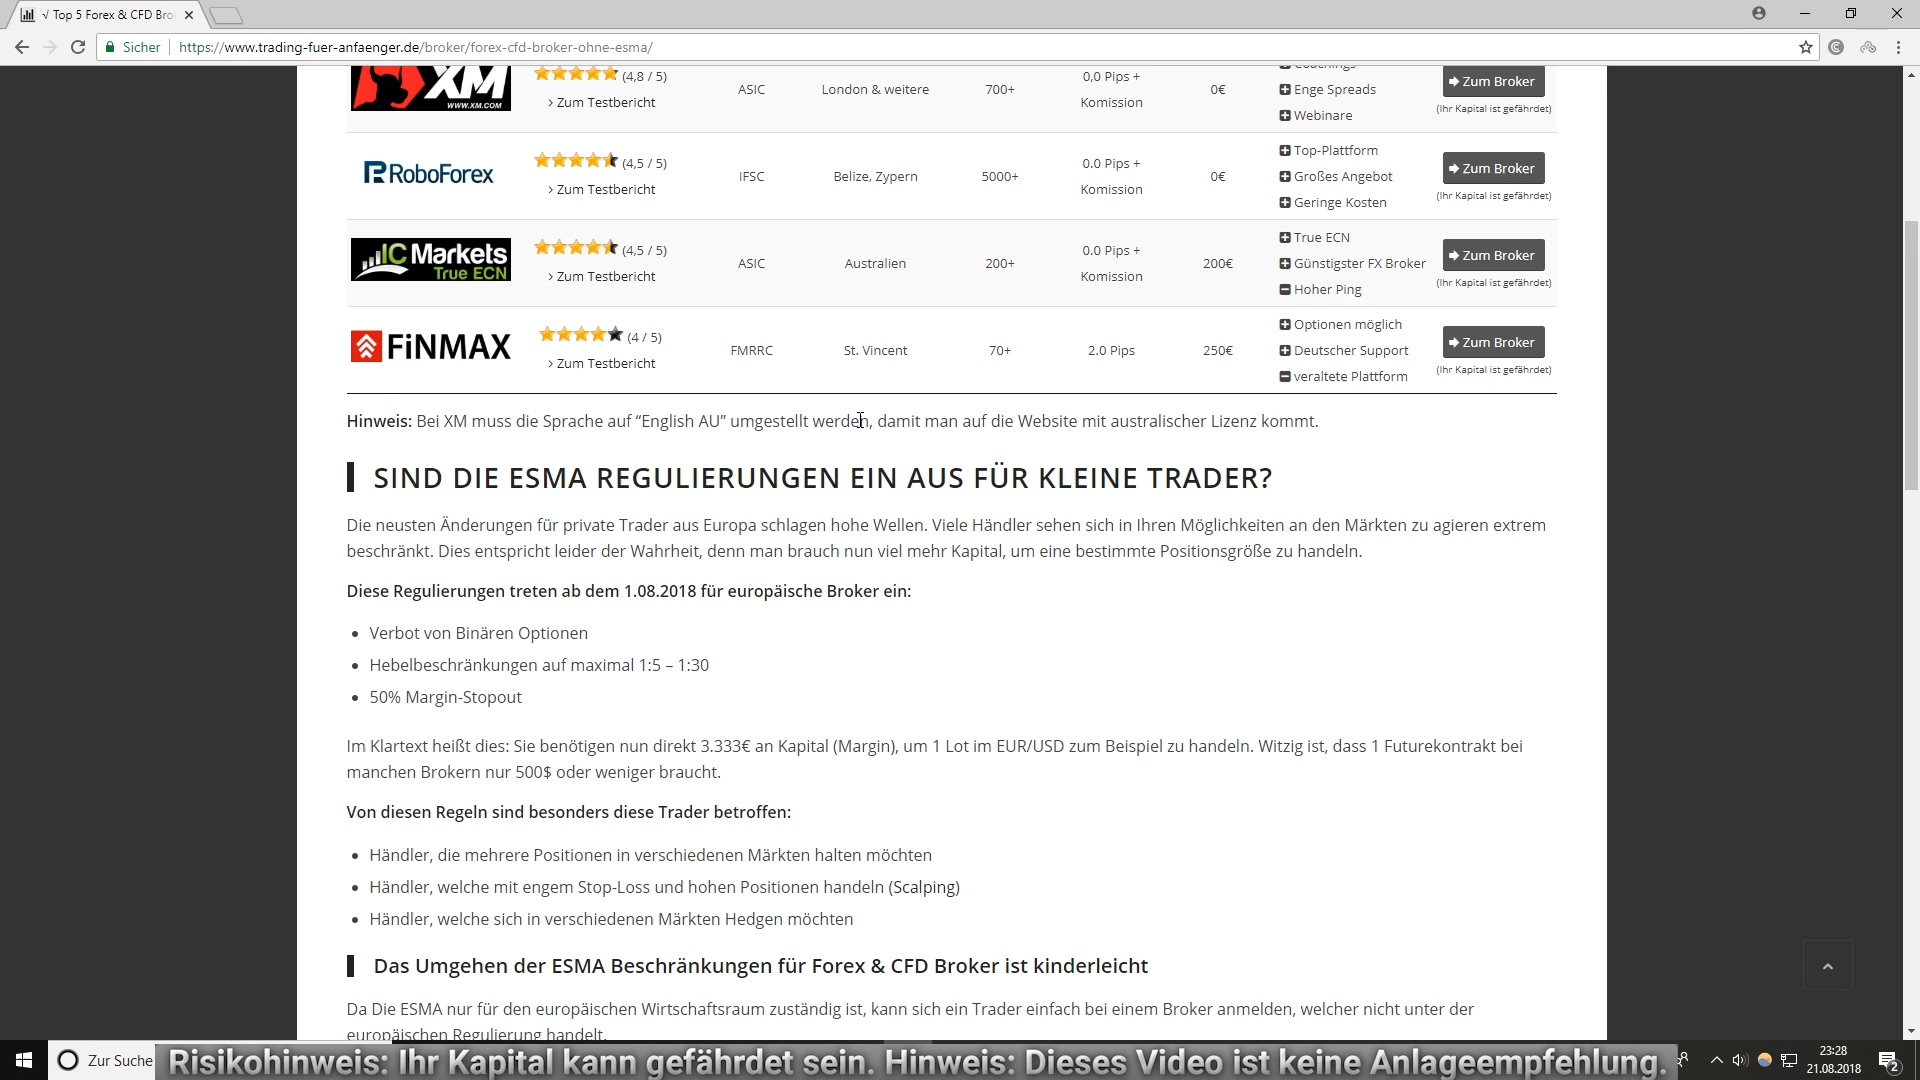 √ Top 5 Forex & CFD Bro
Sicher https://www.trading-fuer-anfaenger.de/broker/forex-cfd-broker-ohne-esma/
XM
WWW.XM.COM
(4,8 / 5)
> Zum Testbericht
ASIC
London & weitere
700+
0,0 Pips +
Komission
0€
Coachings
Enge Spreads
Webinare
Zum Broker
(Ihr Kapital ist gefährdet)
RoboForex
(4,5 / 5)
> Zum Testbericht
IFSC
Belize, Zypern
5000+
0.0 Pips +
Komission
0€
Top-Plattform
Großes Angebot
Geringe Kosten
Zum Broker
(Ihr Kapital ist gefährdet)
IC Markets
True ECN
(4,5 / 5)
> Zum Testbericht
ASIC
Australien
200+
0.0 Pips +
Komission
200€
True ECN
Günstigster FX Broker
Hoher Ping
Zum Broker
(Ihr Kapital ist gefährdet)
FiNMAX
(4 / 5)
> Zum Testbericht
FMRRC
St. Vincent
70+
2.0 Pips
250€
Optionen möglich
Deutscher Support
veraltete Plattform
Zum Broker
(Ihr Kapital ist gefährdet)
Hinweis: Bei XM muss die Sprache auf “English AU” umgestellt werden, damit man auf die Website mit australischer Lizenz kommt.
SIND DIE ESMA REGULIERUNGEN EIN AUS FÜR KLEINE TRADER?
Die neusten Änderungen für private Trader aus Europa schlagen hohe Wellen. Viele Händler sehen sich in Ihren Möglichkeiten an den Märkten zu agieren extrem
beschränkt. Dies entspricht leider der Wahrheit, denn man brauch nun viel mehr Kapital, um eine bestimmte Positionsgröße zu handeln.
Diese Regulierungen treten ab dem 1.08.2018 für europäische Broker ein:
• Verbot von Binären Optionen
• Hebelbeschränkungen auf maximal 1:5 – 1:30
• 50% Margin-Stopout
Im Klartext heißt dies: Sie benötigen nun direkt 3.333€ an Kapital (Margin), um 1 Lot im EUR/USD zum Beispiel zu handeln. Witzig ist, dass 1 Futurekontrakt bei
manchen Brokern nur 500$ oder weniger braucht.
Von diesen Regeln sind besonders diese Trader betroffen:
• Händler, die mehrere Positionen in verschiedenen Märkten halten möchten
• Händler, welche mit engem Stop-Loss und hohen Positionen handeln (Scalping)
• Händler, welche sich in verschiedenen Märkten Hedgen möchten
Das Umgehen der ESMA Beschränkungen für Forex & CFD Broker ist kinderleicht
Da Die ESMA nur für den europäischen Wirtschaftsraum zuständig ist, kann sich ein Trader einfach bei einem Broker anmelden, welcher nicht unter der
europäischen Regulierung handelt.
Zur Suche
Risikohinweis: Ihr Kapital kann gefährdet sein. Hinweis: Dieses Video ist keine Anlageempfehlung.
23:28
21.08.2018
2